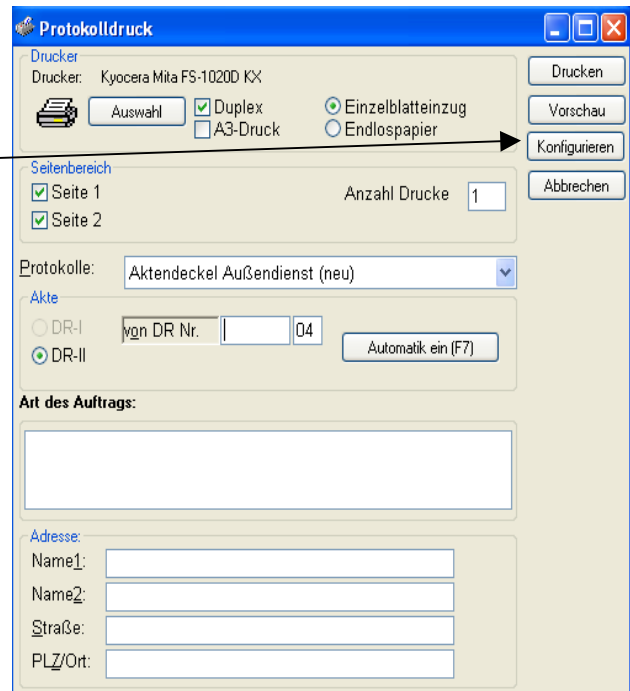 Protokolldruck
Drucker
Drucker: Kyocera Mita FS-1020D KX
Drucken
Auswahl
Duplex
Einzelblatteinzug
Vorschau
A3-Druck
Endlospapier
Konfigurieren
Seitenbereich
Seite 1
Anzahl Drucke 1
Abbrechen
Seite 2
Protokolle: Aktendeckel Außendienst (neu)
Akte
DR-I
von DR Nr. 04
Automatik ein (F7)
DR-II
Art des Auftrags:
Adresse:
Name1:
Name2:
Straße:
PLZ/Ort: